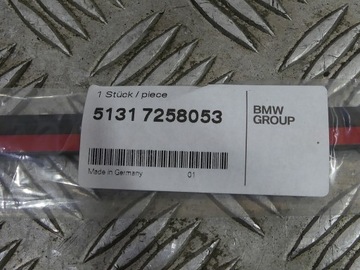 1 Stück / piece
5131 7258053
BMW
GROUP
Made in Germany
01